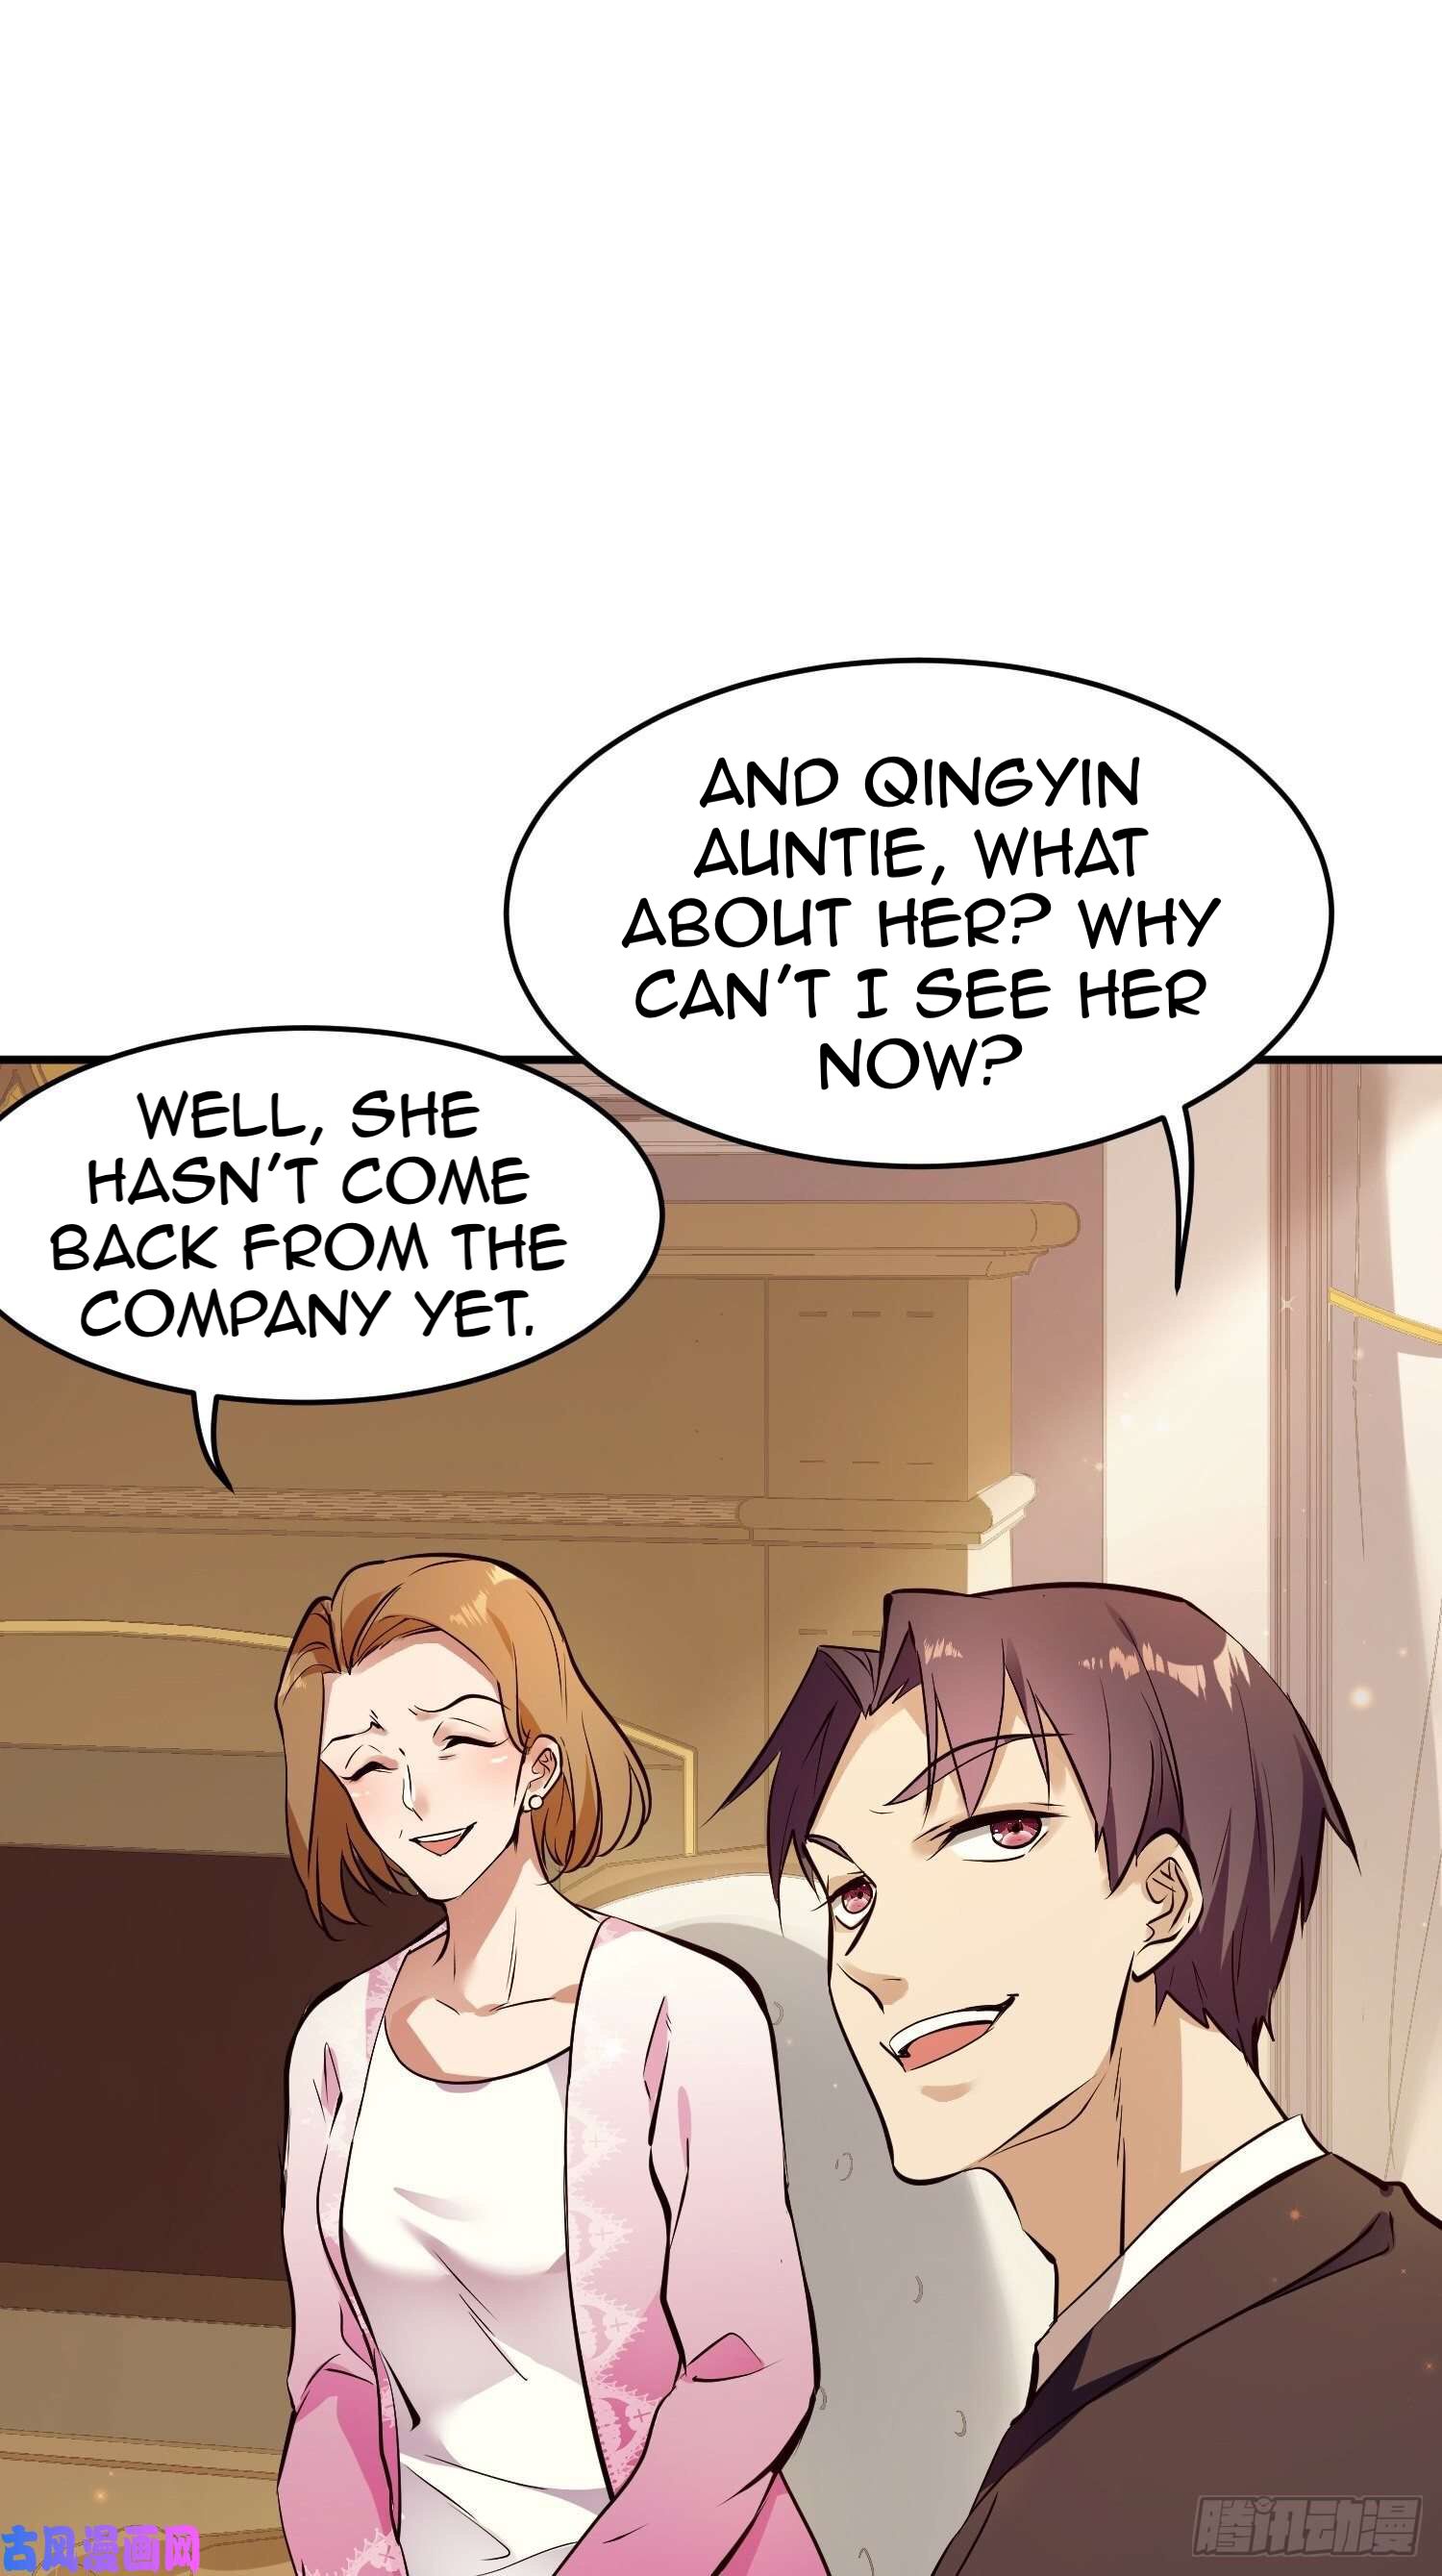 AND QINGYIN
AUNTIE, WHAT
ABOUT HER? WHY
CAN'T I SEE HER
NOW?
WELL, SHE
HASN'T COME
BACK FROM THE
COMPANY YET.
古风漫画网
腾讯动漫